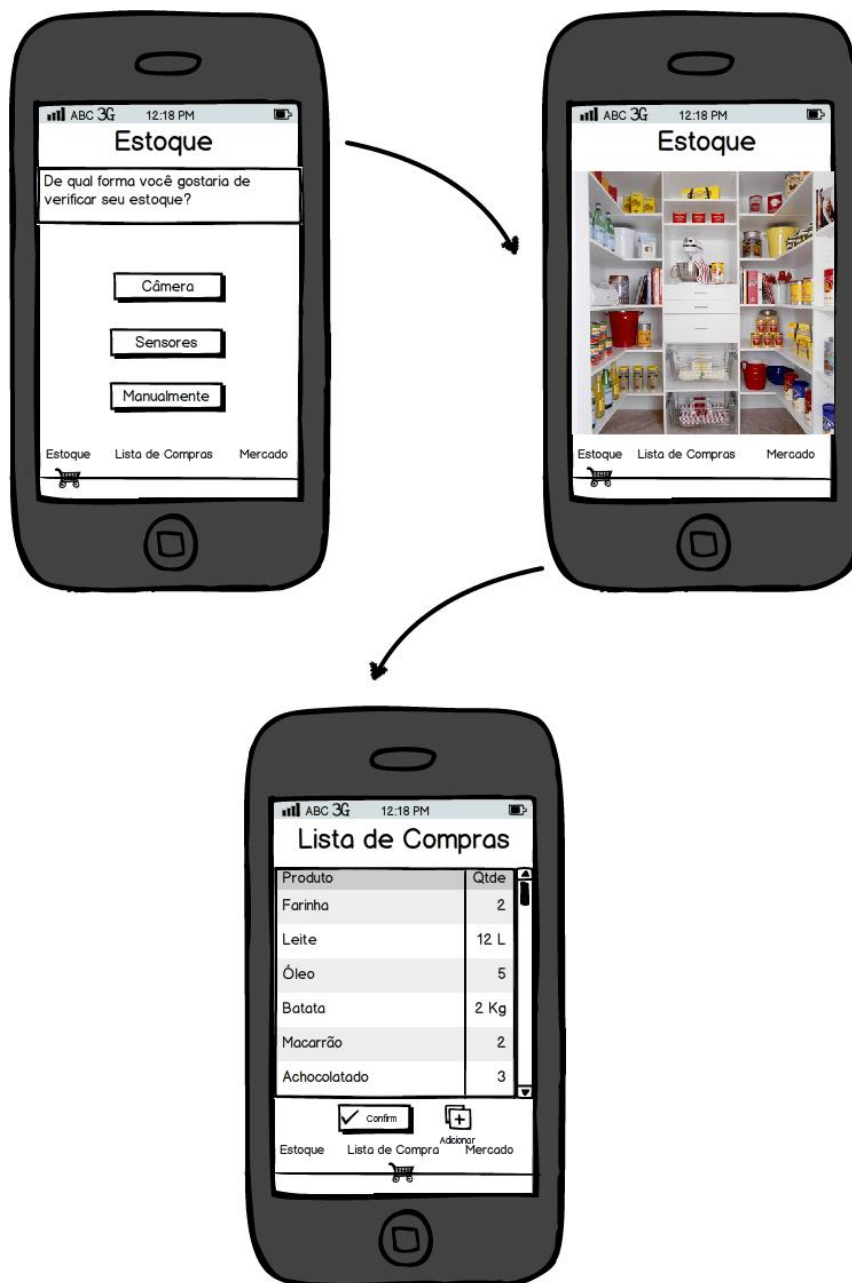 ABC 3G 12:18 PM
Estoque
De qual forma você gostaria de
verificar seu estoque?
Câmera
Sensores
Manualmente
Estoque Lista de Compras Mercado
ABC 3G 12:18 PM
Estoque
Estoque Lista de Compras Mercado
ABC 3G 12:18 PM
Lista de Compras
Produto Qtde
Farinha 2
Leite 12 L
Óleo 5
Batata 2 Kg
Macarrão 2
Achocolatado 3
Confirm
Adicionar
Estoque Lista de Compra Mercado